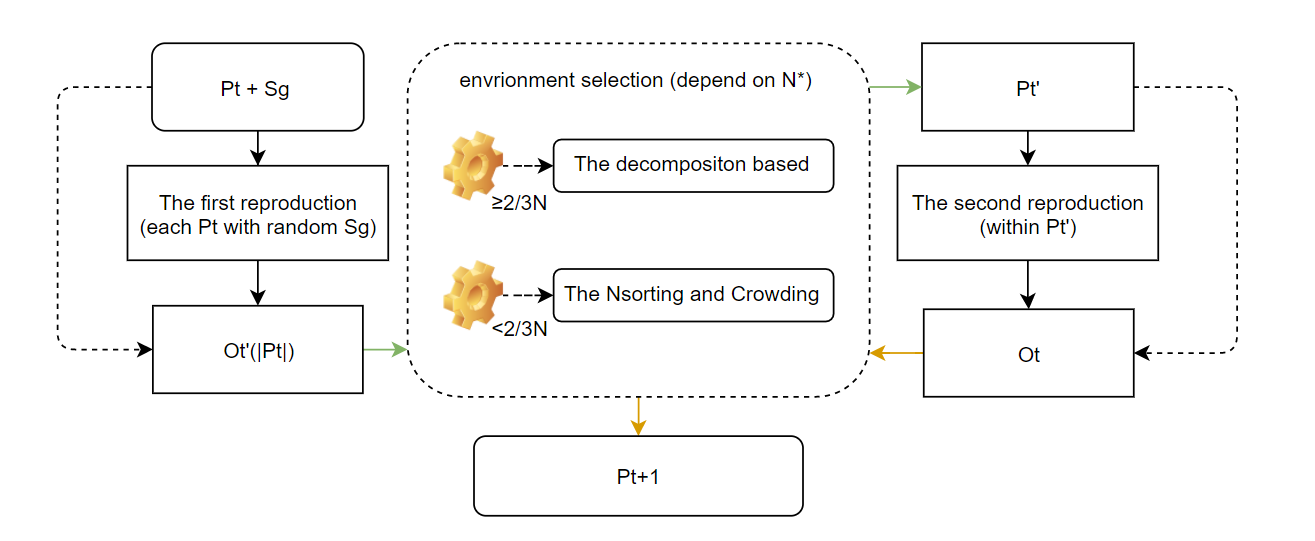 Pt + Sg
The first reproduction
(each Pt with random Sg)
Ot'(|Pt|)
envrionment selection (depend on N*)
The decompositon based
≥2/3N
The Nsorting and Crowding
<2/3N
Pt'
The second reproduction
(within Pt')
Ot
Pt+1